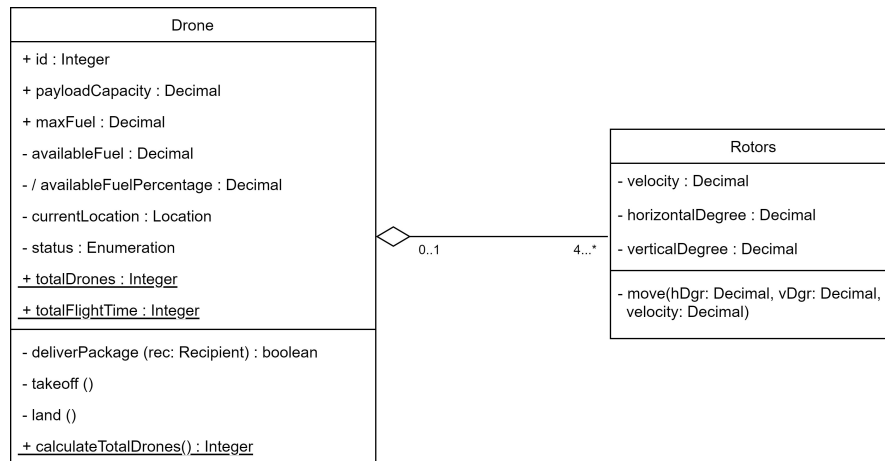 Drone
+ id : Integer
+ payloadCapacity : Decimal
+ maxFuel : Decimal
- availableFuel : Decimal
- / availableFuelPercentage : Decimal
- currentLocation : Location
- status : Enumeration
+ totalDrones : Integer
+ totalFlightTime : Integer
- deliverPackage (rec: Recipient) : boolean
- takeoff ()
- land ()
+ calculateTotalDrones() : Integer
0..1
4...*
Rotors
- velocity : Decimal
- horizontalDegree : Decimal
- verticalDegree : Decimal
- move(hDgr: Decimal, vDgr: Decimal,
velocity: Decimal)